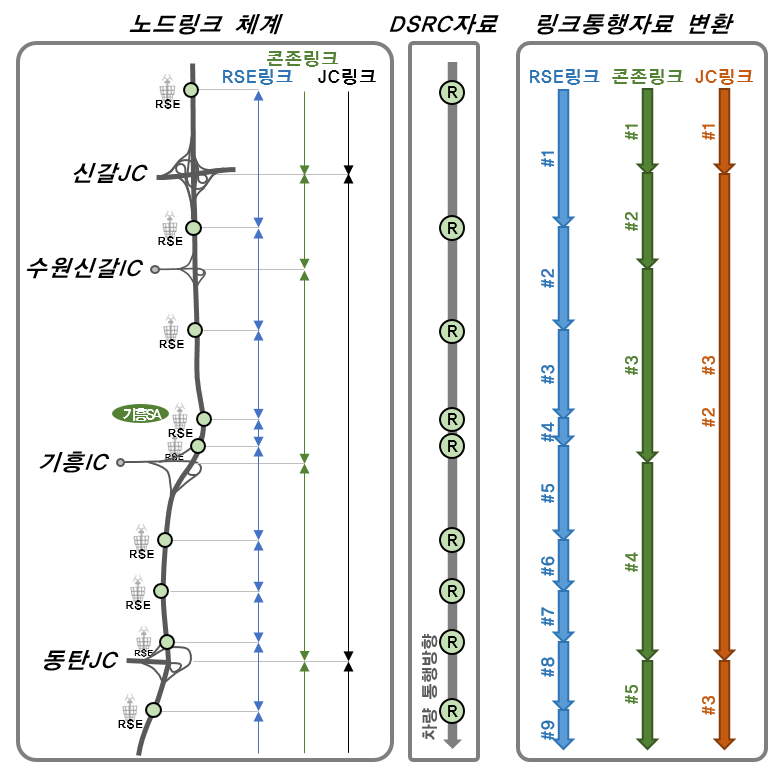 노드링크 체계
DSRC자료
링크통행자료 변환
콘존링크
RSE링크
JC링크
RSE
신갈JC
RSE
수원신갈IC
RSE
기흥SA
RSE
RSE
기흥IC
RSE
RSE
RSE
동탄JC
RSE
R
R
R
R
R
R
R
R
R
차량 통행방향
RSE링크
콘존링크
JC링크
#1
#2
#3
#4
#5
#6
#7
#8
#9
#1
#2
#3
#4
#5
#1
#3
#2
#3